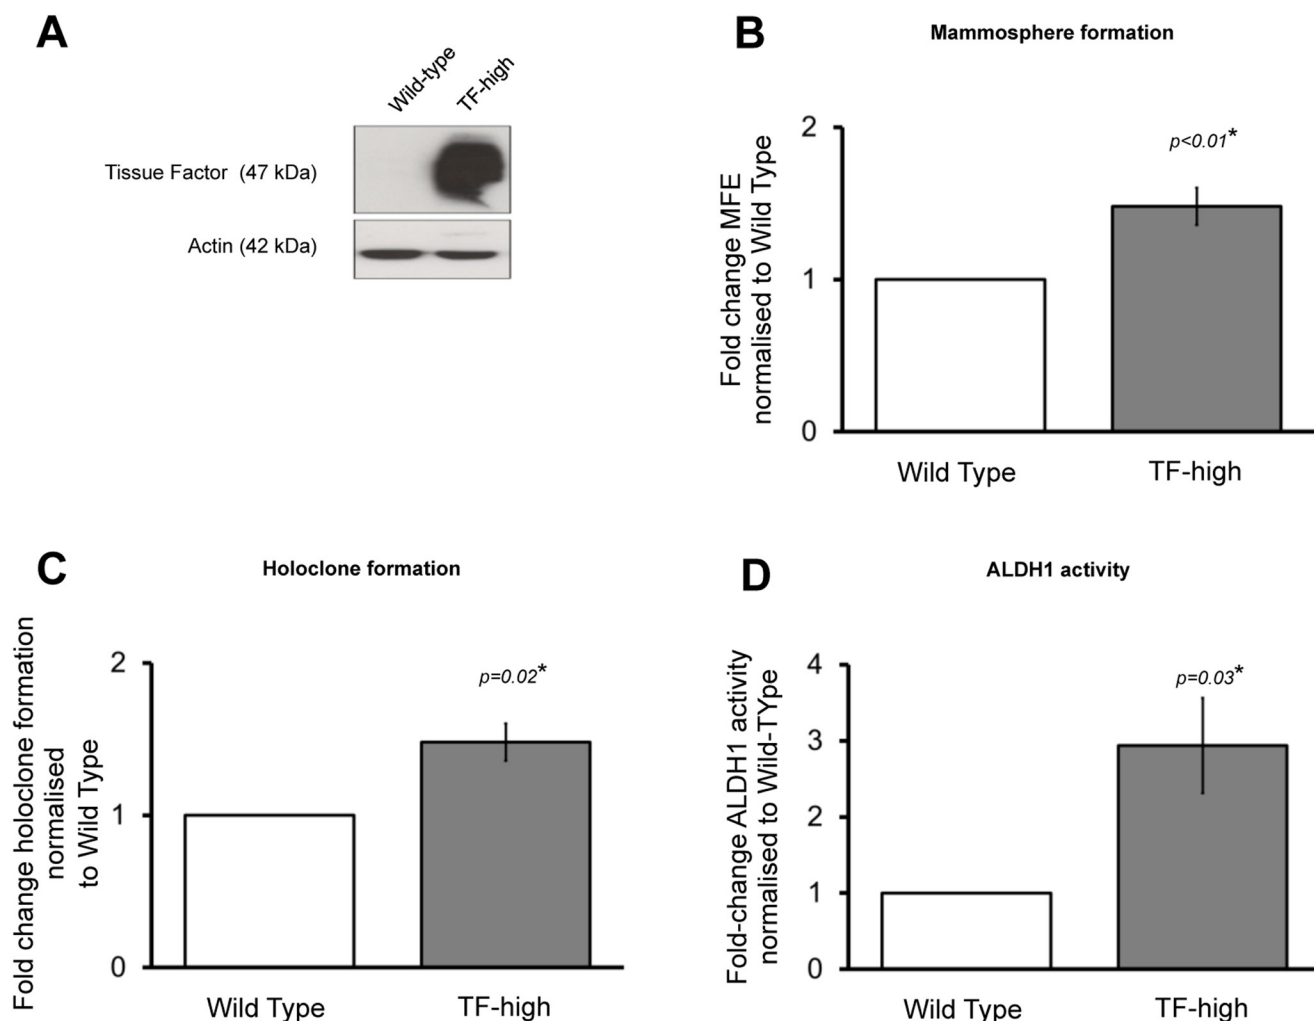 A
Wild-type
TF-high
Tissue Factor (47 kDa)
Actin (42 kDa)
B
Mammosphere formation
Fold change MFE
normalised to Wild Type
2
1
0
p<0.01*
Wild Type
TF-high
C
Holoclone formation
Fold change holoclone formation
normalised
to Wild Type
2
1
0
p=0.02*
Wild Type
TF-high
D
ALDH1 activity
Fold-change ALDH1 activity
normalised to Wild-TYpe
4
3
2
1
0
p=0.03*
Wild Type
TF-high